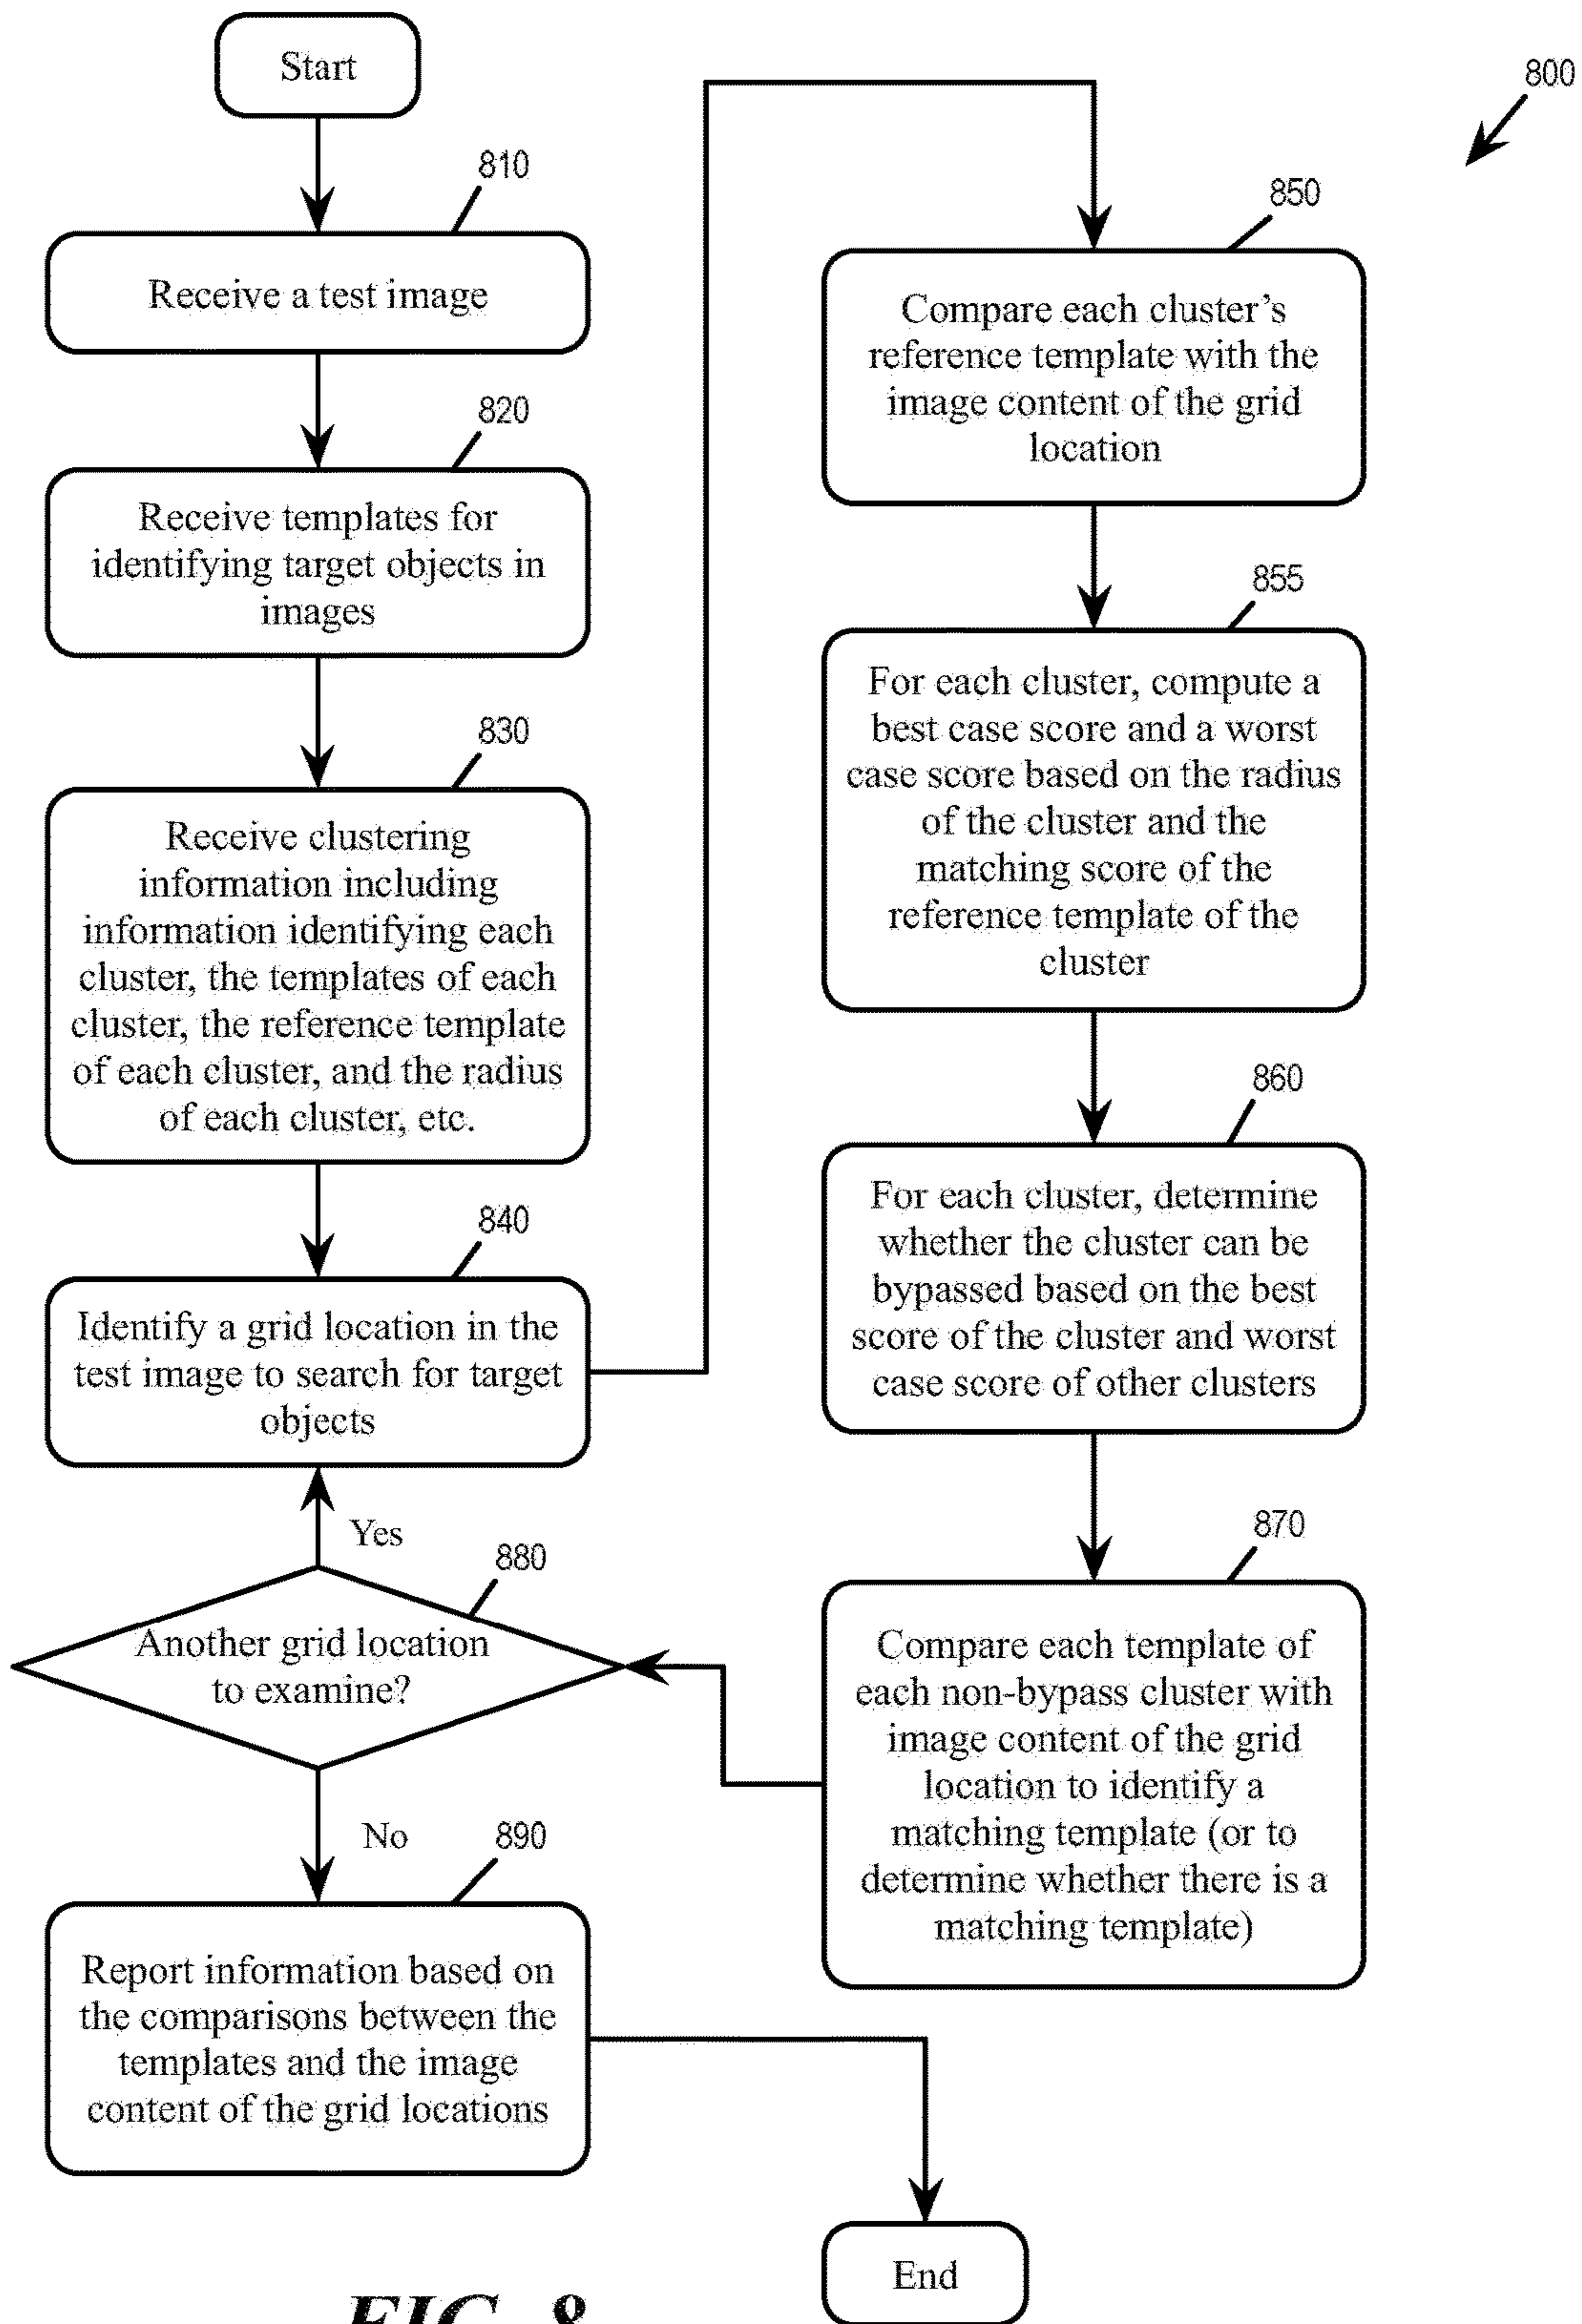 Start
810
Receive a test image
820
Receive templates for
identifying target objects in
images
830
Receive clustering
information including
information identifying each
cluster, the templates of each
cluster, the reference template
of each cluster, and the radius
of each cluster, etc.
840
Identify a grid location in the
test image to search for target
objects
800
850
Compare each cluster's
reference template with the
image content of the grid
location
855
For each cluster, compute a
best case score and a worst
case score based on the radius
of the cluster and the
matching score of the
reference template of the
cluster
860
For each cluster, determine
whether the cluster can be
bypassed based on the best
score of the cluster and worst
case score of other clusters
870
Compare each template of
each non-bypass cluster with
image content of the grid
location to identify a
matching template (or to
determine whether there is a
matching template)
Yes
880
Another grid location
to examine?
No
890
Report information based on
the comparisons between the
templates and the image
content of the grid locations
End
FIG. 8